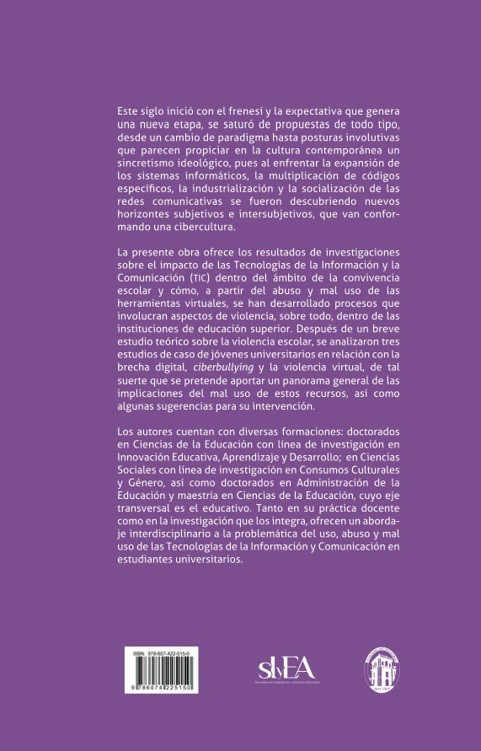 Este siglo inició con el frenesí y la expectativa que genera
una nueva etapa, se saturó de propuestas de todo tipo,
desde un cambio de paradigma hasta posturas involutivas
que parecen propiciar en la cultura contemporánea un
sincretismo ideológico, pues al enfrentar la expansión de
los sistemas informáticos, la multiplicación de códigos
específicos, la industrialización y la socialización de las
redes comunicativas se fueron descubriendo nuevos
horizontes subjetivos e intersubjetivos, que van confor-
mando una cibercultura.
La presente obra ofrece los resultados de investigaciones
sobre el impacto de las Tecnologías de la Información y la
Comunicación (TIC) dentro del ámbito de la convivencia
escolar y cómo, a partir del abuso y mal uso de las
herramientas virtuales, se han desarrollado procesos que
involucran aspectos de violencia, sobre todo, dentro de las
instituciones de educación superior. Después de un breve
estudio teórico sobre la violencia escolar, se analizaron tres
estudios de caso de jóvenes universitarios en relación con la
brecha digital, ciberbullying y la violencia virtual, de tal
suerte que se pretende aportar un panorama general de las
implicaciones del mal uso de estos recursos, así como
algunas sugerencias para su intervención.
Los autores cuentan con diversas formaciones: doctorados
en Ciencias de la Educación con línea de investigación en
Innovación Educativa, Aprendizaje y Desarrollo; en Ciencias
Sociales con línea de investigación en Consumos Culturales
y Género, así como doctorados en Administración de la
Educación y maestría en Ciencias de la Educación, cuyo eje
transversal es el educativo. Tanto en su práctica docente
como en la investigación que los integra, ofrecen un aborda-
je interdisciplinario a la problemática del uso, abuso y mal
uso de las Tecnologías de la Información y Comunicación en
estudiantes universitarios.
ISBN: 978-607-422-515-0
9 786074 225150
SIyEA